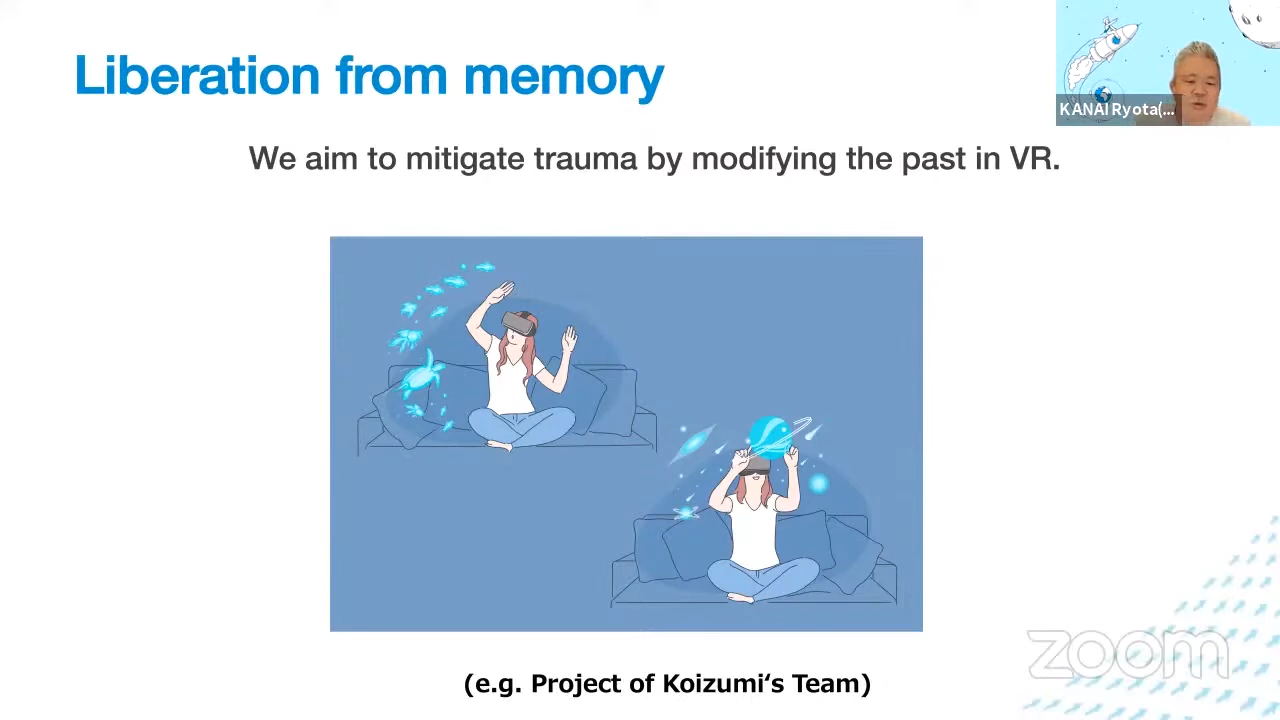 Liberation from memory
KANAI Ryota(...
We aim to mitigate trauma by modifying the past in VR.
(e.g. Project of Koizumi‘s Team)
zoom